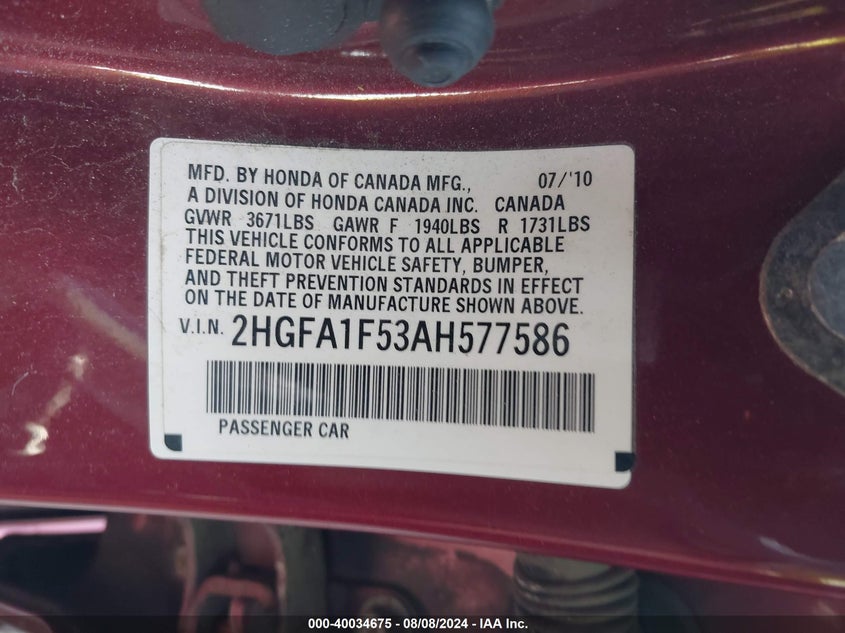 MFD. BY HONDA OF CANADA MFG., 07/'10
A DIVISION OF HONDA CANADA INC. CANADA
GVWR 3671LBS GAWR F 1940LBS R 1731LBS
THIS VEHICLE CONFORMS TO ALL APPLICABLE
FEDERAL MOTOR VEHICLE SAFETY, BUMPER,
AND THEFT PREVENTION STANDARDS IN EFFECT
ON THE DATE OF MANUFACTURE SHOWN ABOVE.
V.I.N. 2HGFA1F53AH577586
PASSENGER CAR
000-40034675 - 08/08/2024 - IAA Inc.